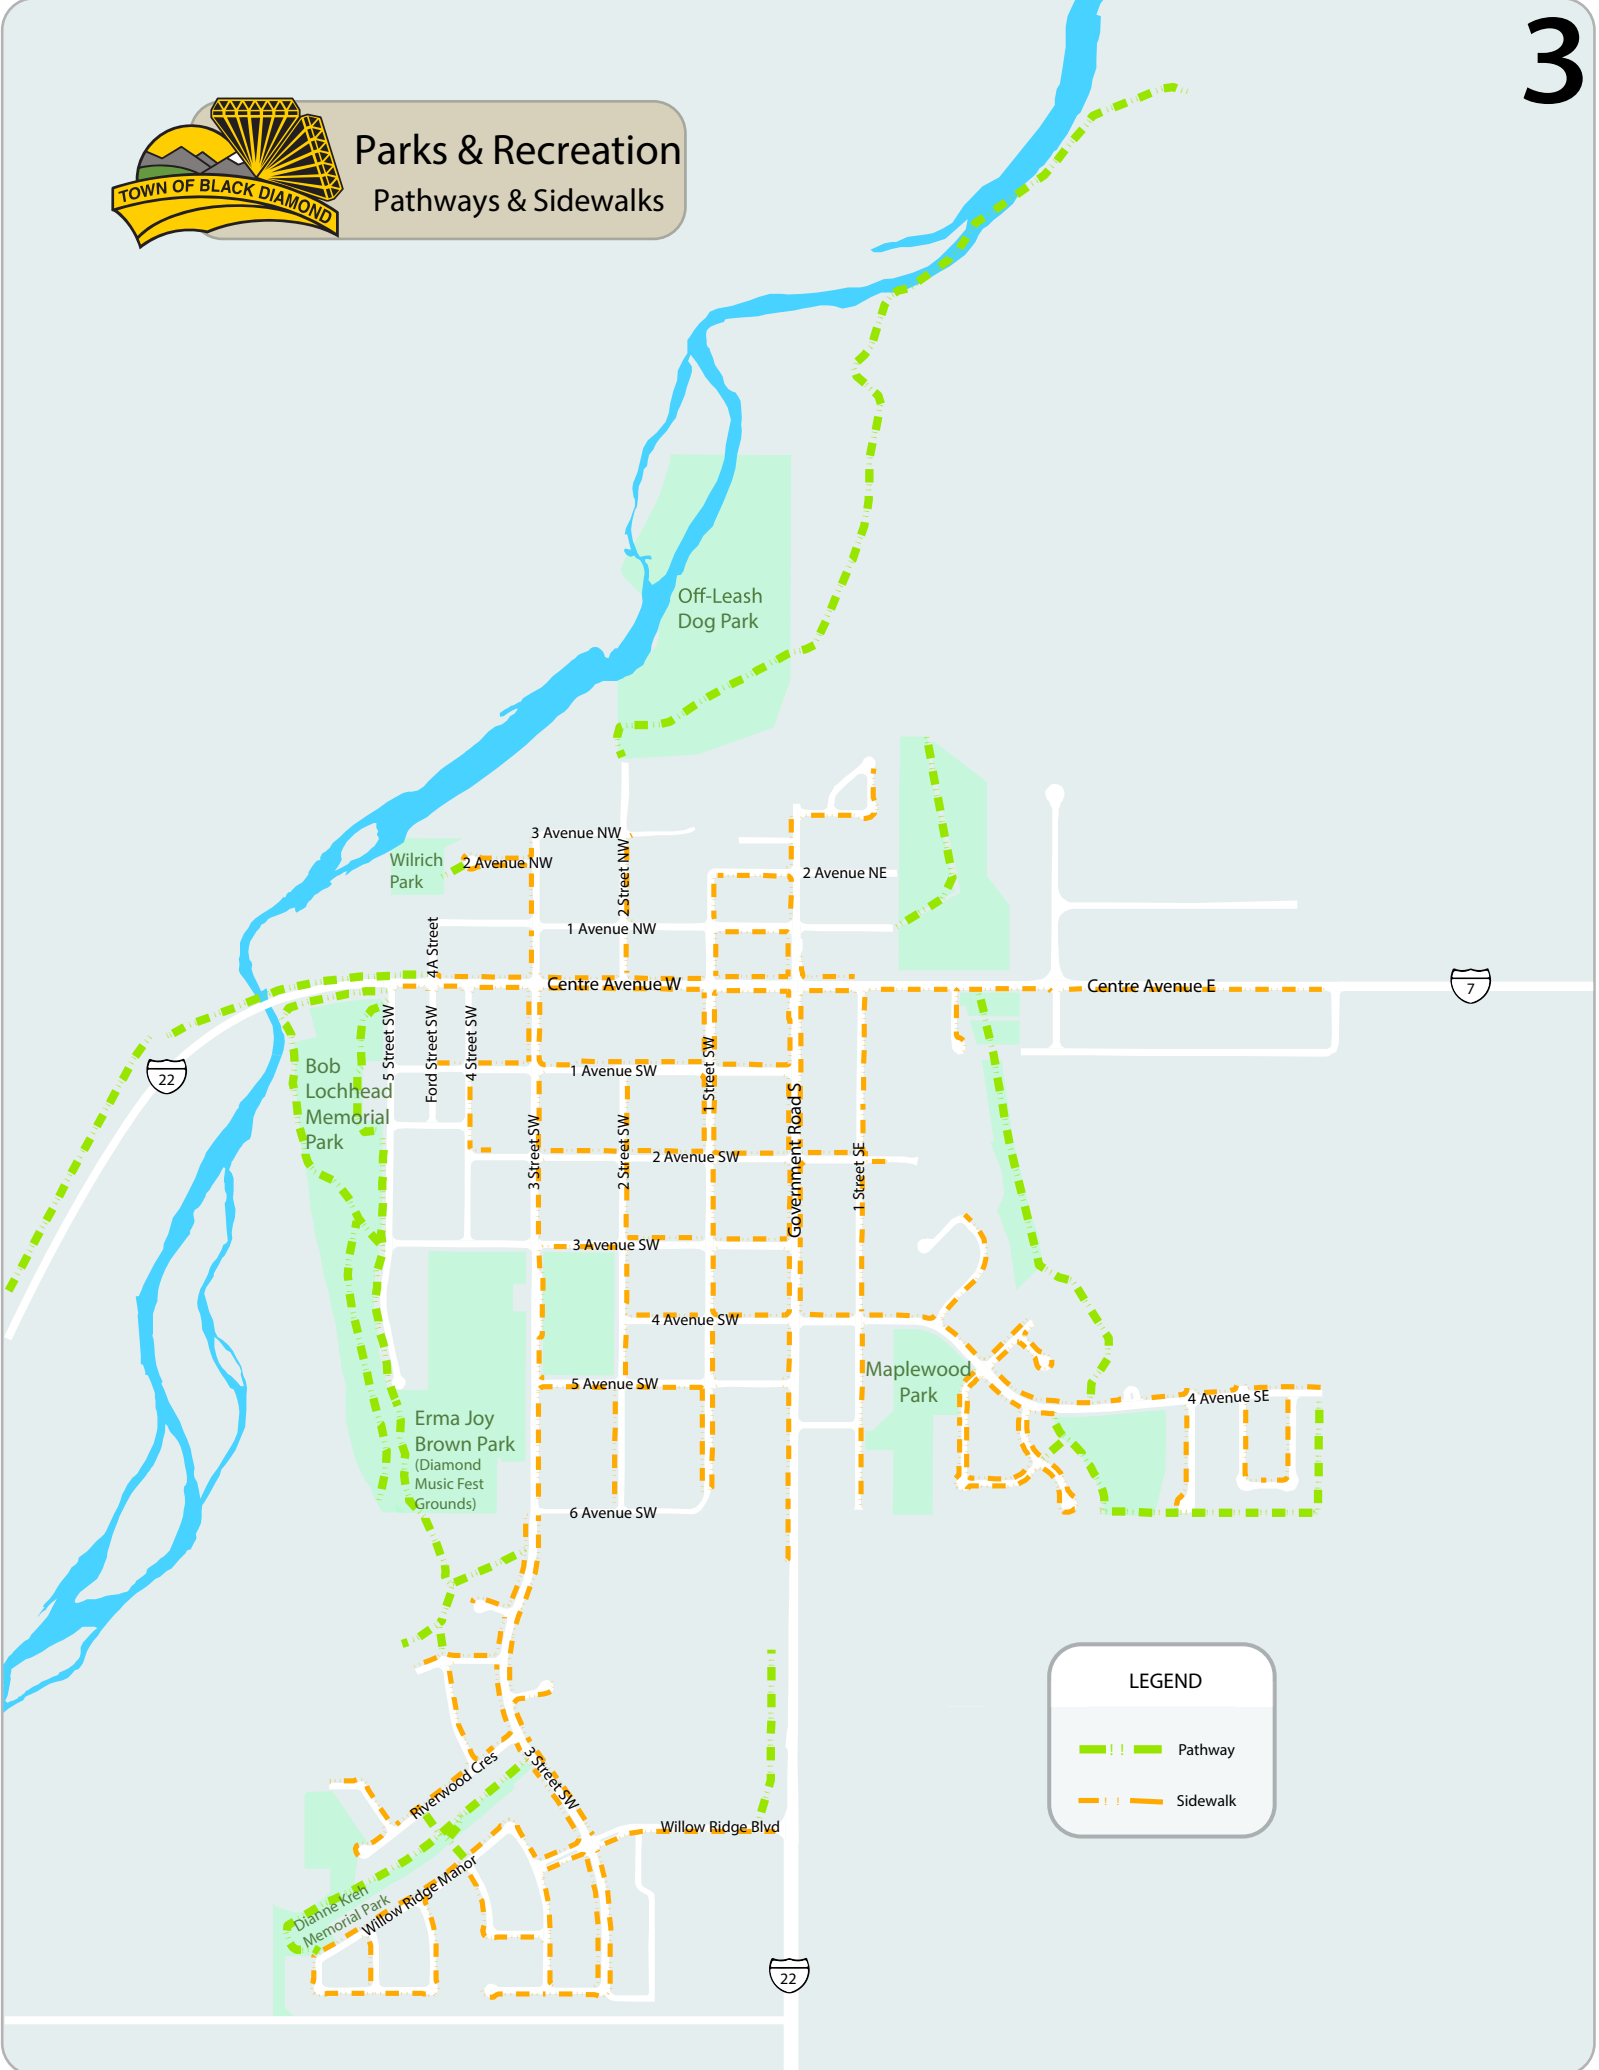 3
Parks & Recreation
Pathways & Sidewalks
TOWN OF BLACK DIAMOND
Off-Leash
Dog Park
3 Avenue NW
Wilrich
Park
2 Avenue NW
2 Street NW
2 Avenue NE
4A Street
1 Avenue NW
Centre Avenue W
Centre Avenue E
7
22
Bob
Lochhead
Memorial
Park
5 Street SW
Ford Street SW
4 Street SW
1 Avenue SW
1 Street SW
3 Street SW
2 Street SW
2 Avenue SW
Government Road S
1 Street SE
3 Avenue SW
4 Avenue SW
Maplewood
Park
5 Avenue SW
4 Avenue SE
Erma Joy
Brown Park
(Diamond
Music Fest
Grounds)
6 Avenue SW
LEGEND
Pathway
Sidewalk
Riverwood Cres
3 Street SW
Willow Ridge Blvd
Willow Ridge Manor
Dianne Kreh
Memorial Park
22